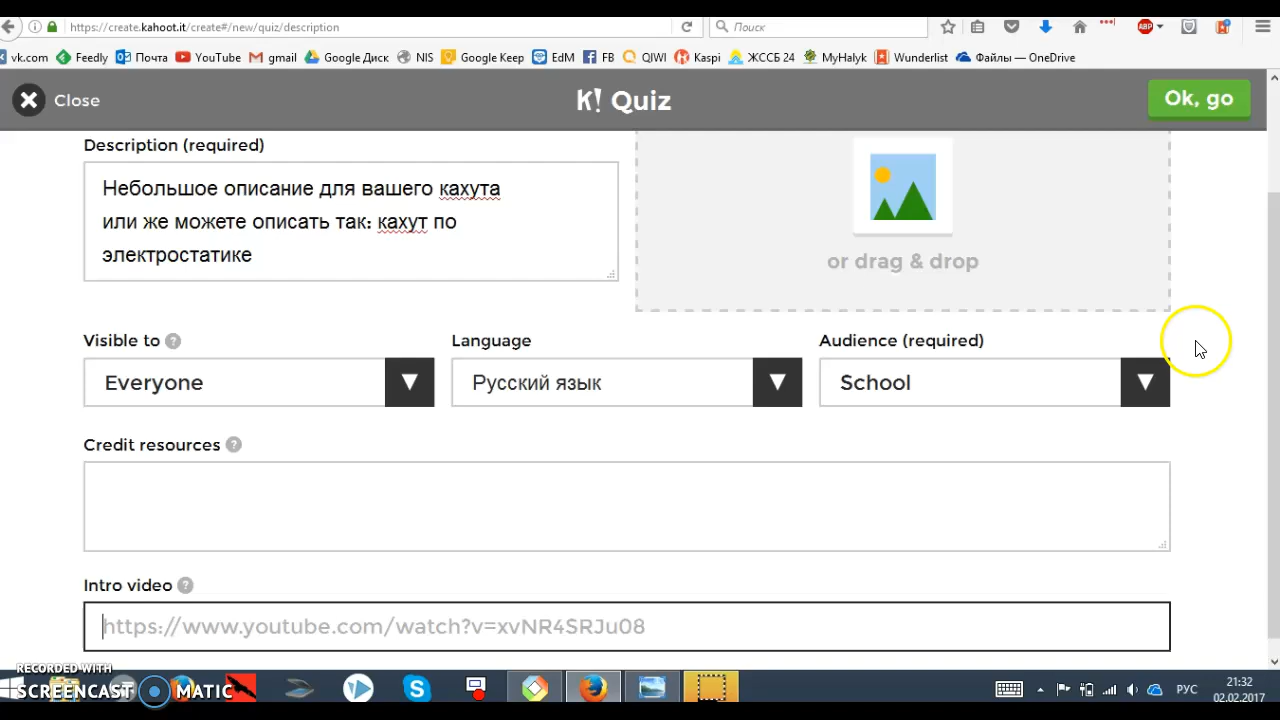 https://create.kahoot.it/create#/new/quiz/description
Поиск
ABP
vk.com Feedly Почта YouTube gmail Google Диск NIS Google Keep EdM FB QIWI Kaspi ЖССБ 24 MyHalyk Wunderlist Файлы — OneDrive
Close
K! Quiz
Ok, go
Description (required)
Небольшое описание для вашего кахута
или же можете описать так: кахут по
электростатике
or drag & drop
Visible to ?
Language
Audience (required)
Everyone
Русский язык
School
Credit resources ?
Intro video ?
https://www.youtube.com/watch?v=xvNR4SRJu08
RECORDED WITH
SCREENCAST MATIC
РУС
21:32
02.02.2017